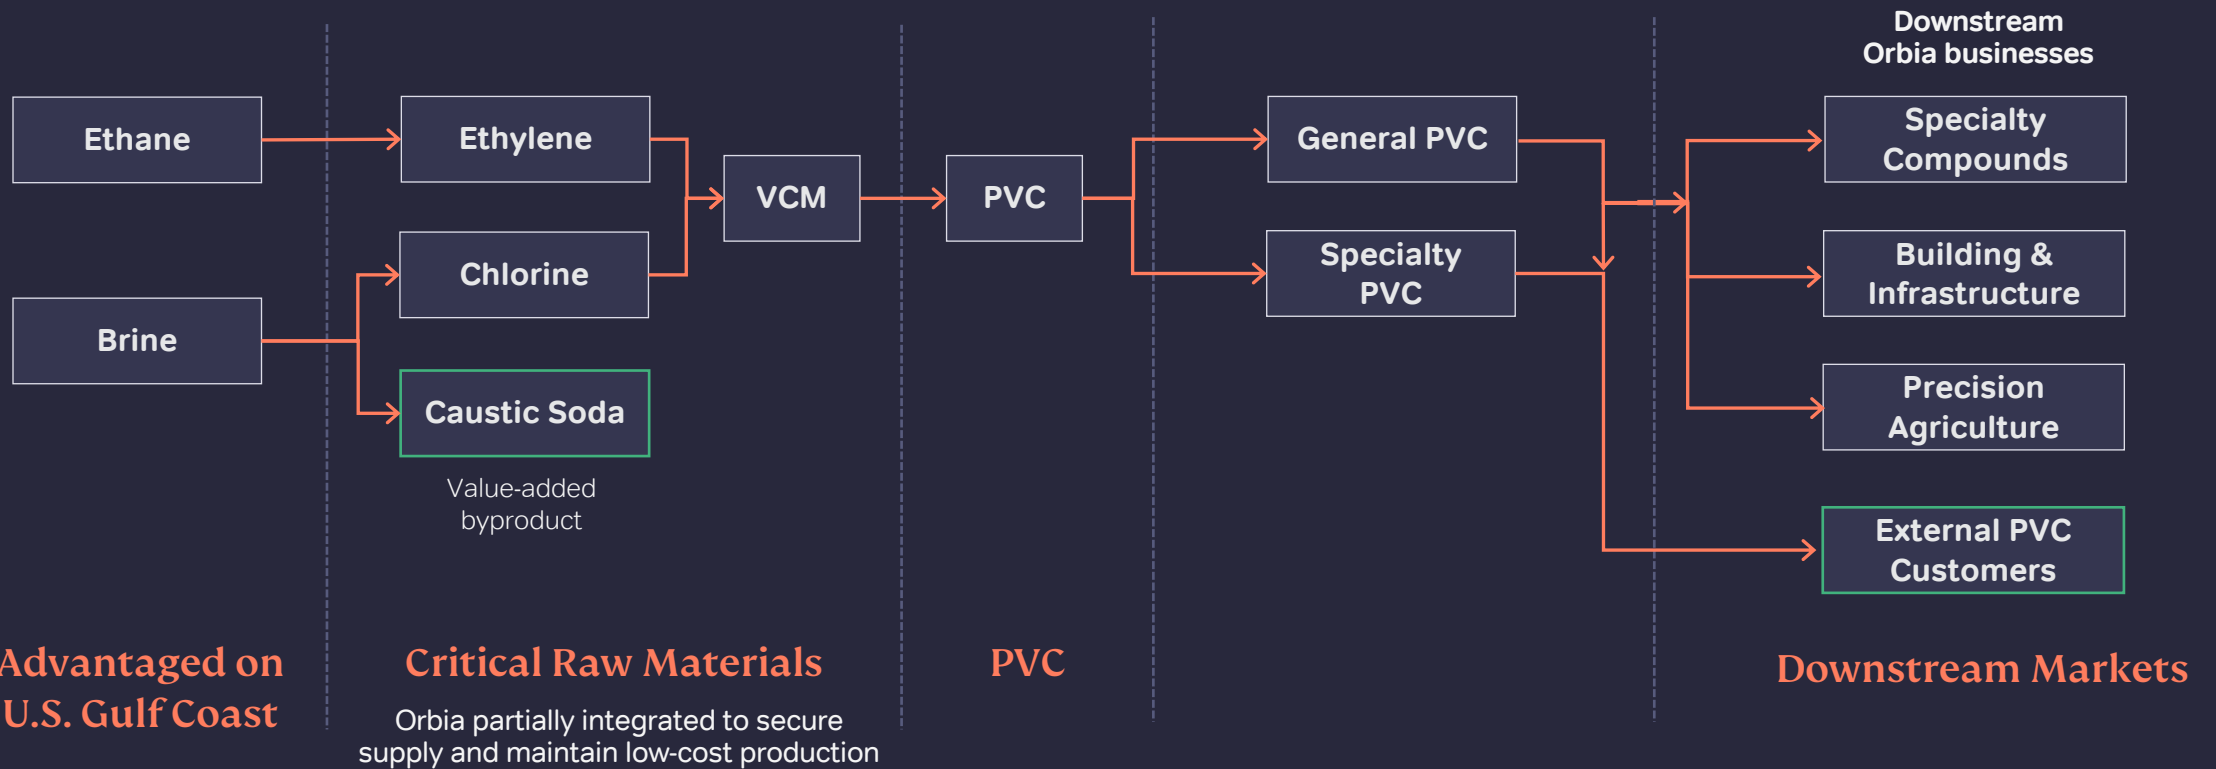 Downstream
Orbia businesses
Ethane
Ethylene
General PVC
Specialty
Compounds
VCM
PVC
Chlorine
Specialty
PVC
Building &
Infrastructure
Brine
Caustic Soda
Precision
Agriculture
Value-added
byproduct
External PVC
Customers
Advantaged on
U.S. Gulf Coast
Critical Raw Materials
Orbia partially integrated to secure
supply and maintain low-cost production
PVC
Downstream Markets